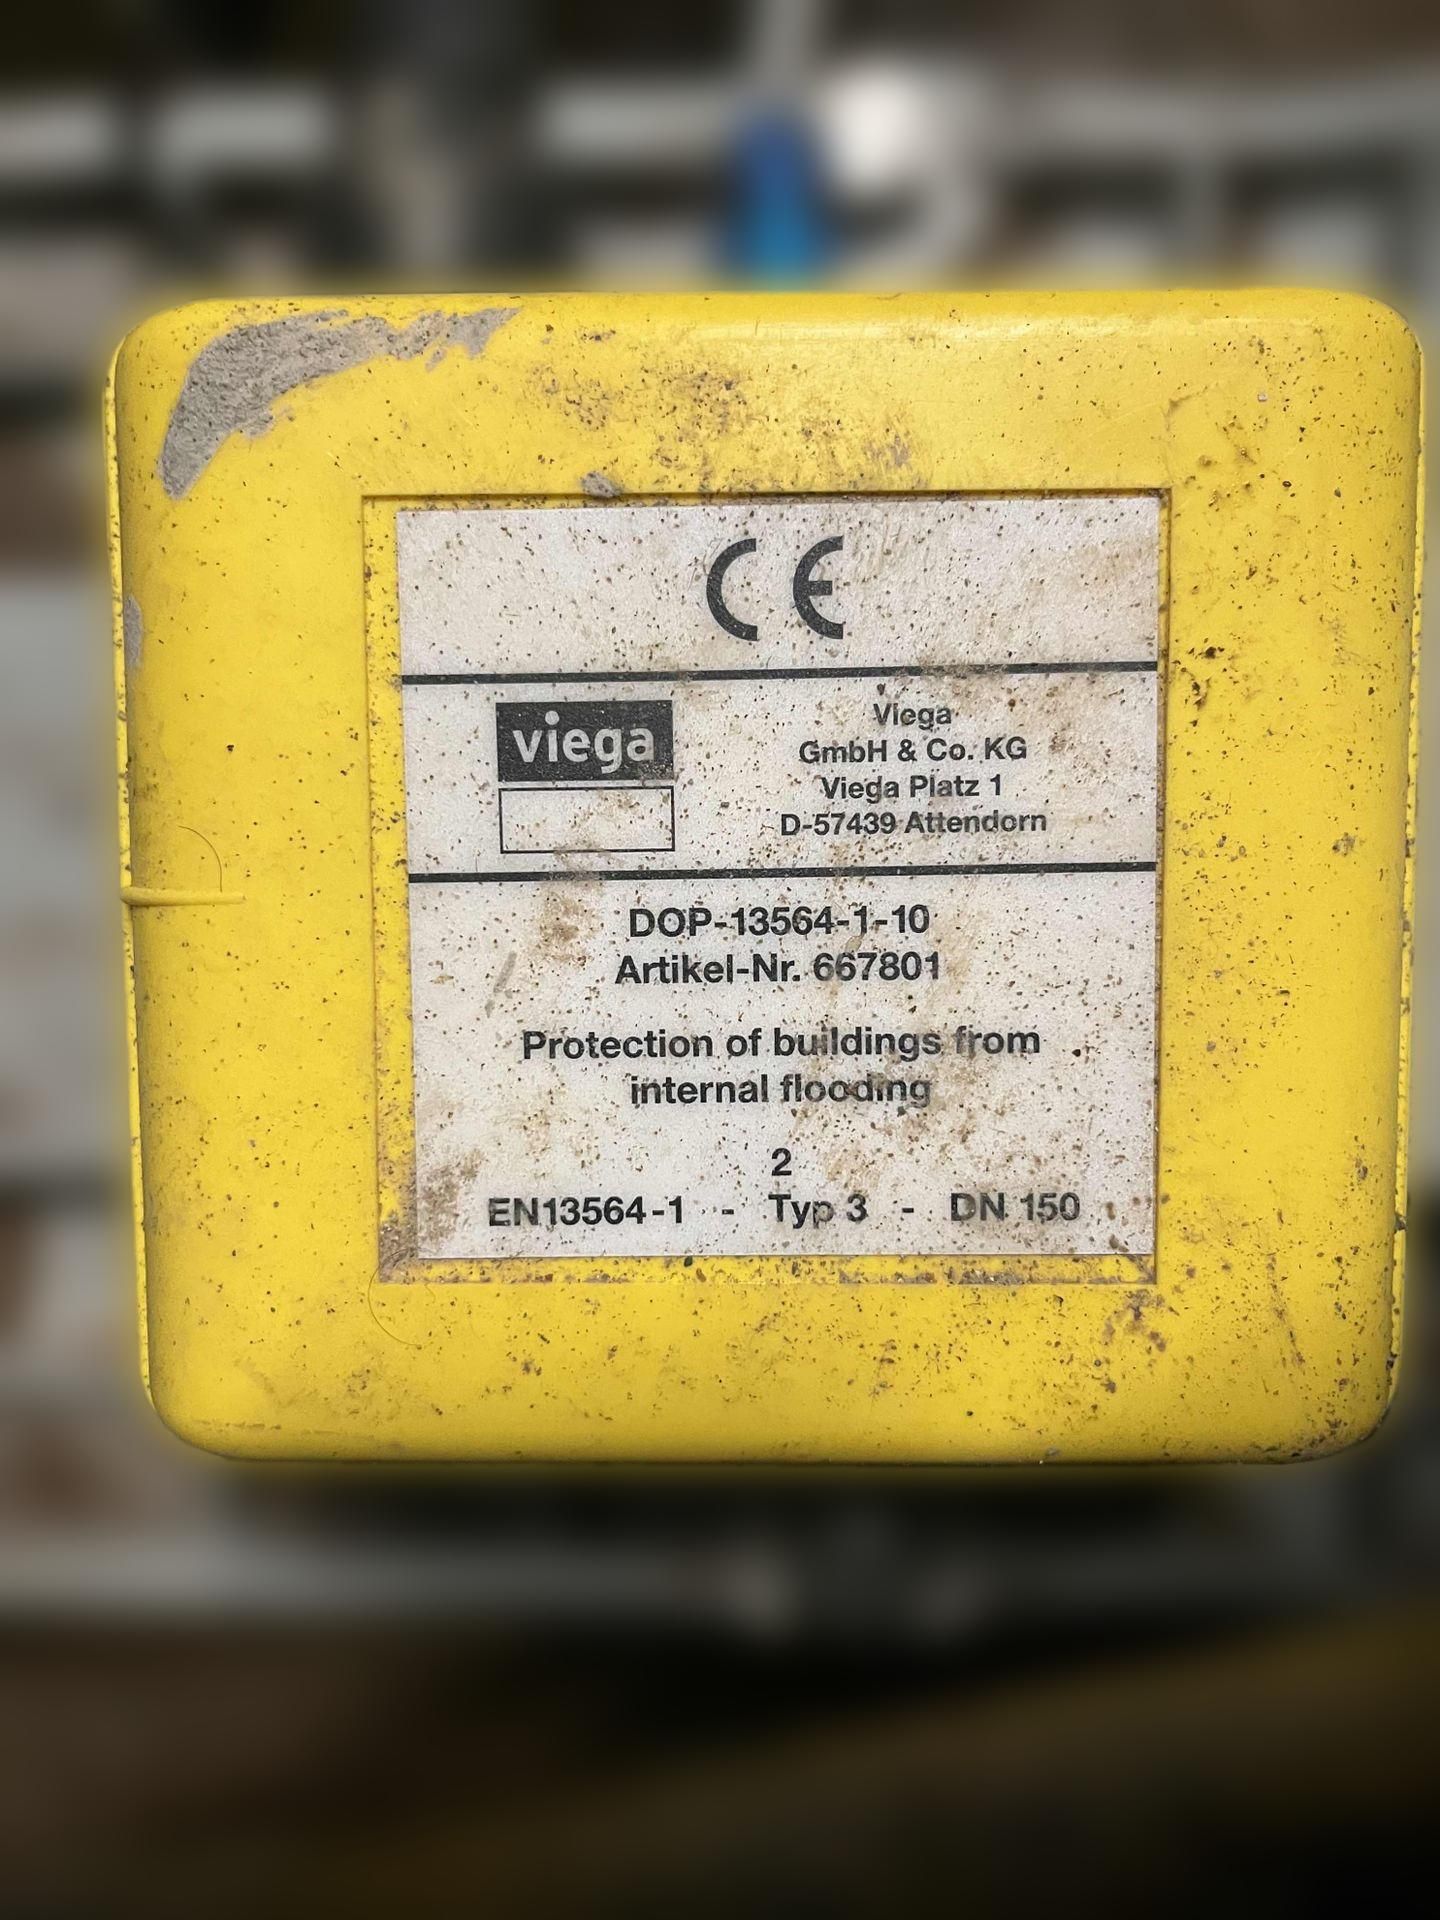 CE
viega
Viega
GmbH & Co. KG
Viega Platz 1
D-57439 Attendorn
DOP-13564-1-10
Artikel-Nr. 667801
Protection of buildings from
internal flooding
2
EN13564-1 - Typ 3 - DN 150